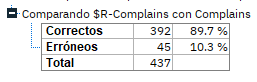 Comparando $R-Complains con Complains
Correctos 392 89.7 %
Erróneos 45 10.3 %
Total 437